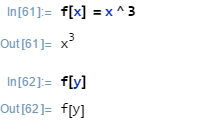 In[61]:= f[x] = x ^ 3
Out[61]= x³
In[62]:= f[y]
Out[62]= f[y]